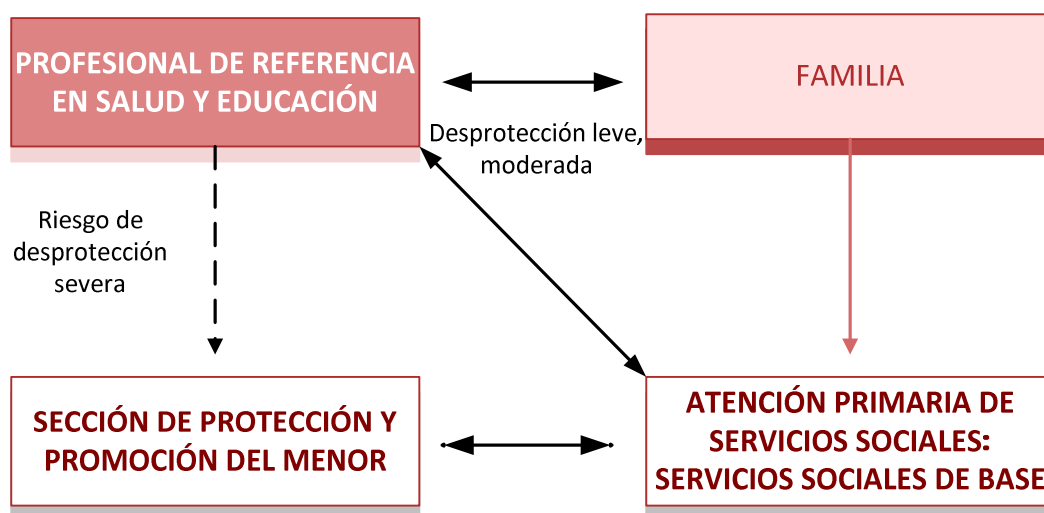 PROFESIONAL DE REFERENCIA
EN SALUD Y EDUCACIÓN
FAMILIA
Desprotección leve,
moderada
Riesgo de
desprotección
severa
SECCIÓN DE PROTECCIÓN Y
PROMOCIÓN DEL MENOR
ATENCIÓN PRIMARIA DE
SERVICIOS SOCIALES:
SERVICIOS SOCIALES DE BASE